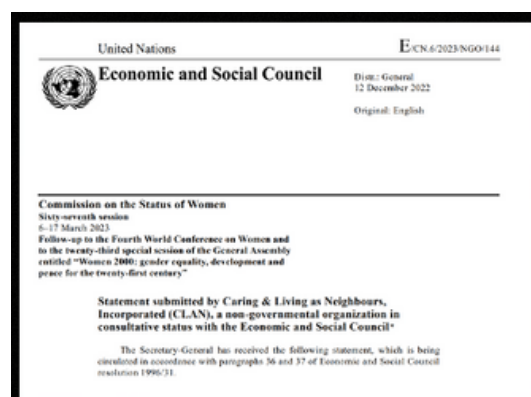 United Nations
E/CN.6/2023/NGO/144
Economic and Social Council
Distr.: General
12 December 2022
Original: English
Commission on the Status of Women
Sixty-seventh session
6–17 March 2023
Follow-up to the Fourth World Conference on Women and
to the twenty-third special session of the General Assembly
entitled “Women 2000: gender equality, development and
peace for the twenty-first century”
Statement submitted by Caring & Living as Neighbours,
Incorporated (CLAN), a non-governmental organization in
consultative status with the Economic and Social Council*
The Secretary-General has received the following statement, which is being
circulated in accordance with paragraphs 36 and 37 of Economic and Social Council
resolution 1996/31.